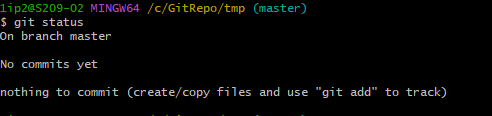 1ip2@S209-02 MINGW64 /c/GitRepo/tmp (master)
$ git status
On branch master
No commits yet
nothing to commit (create/copy files and use "git add" to track)